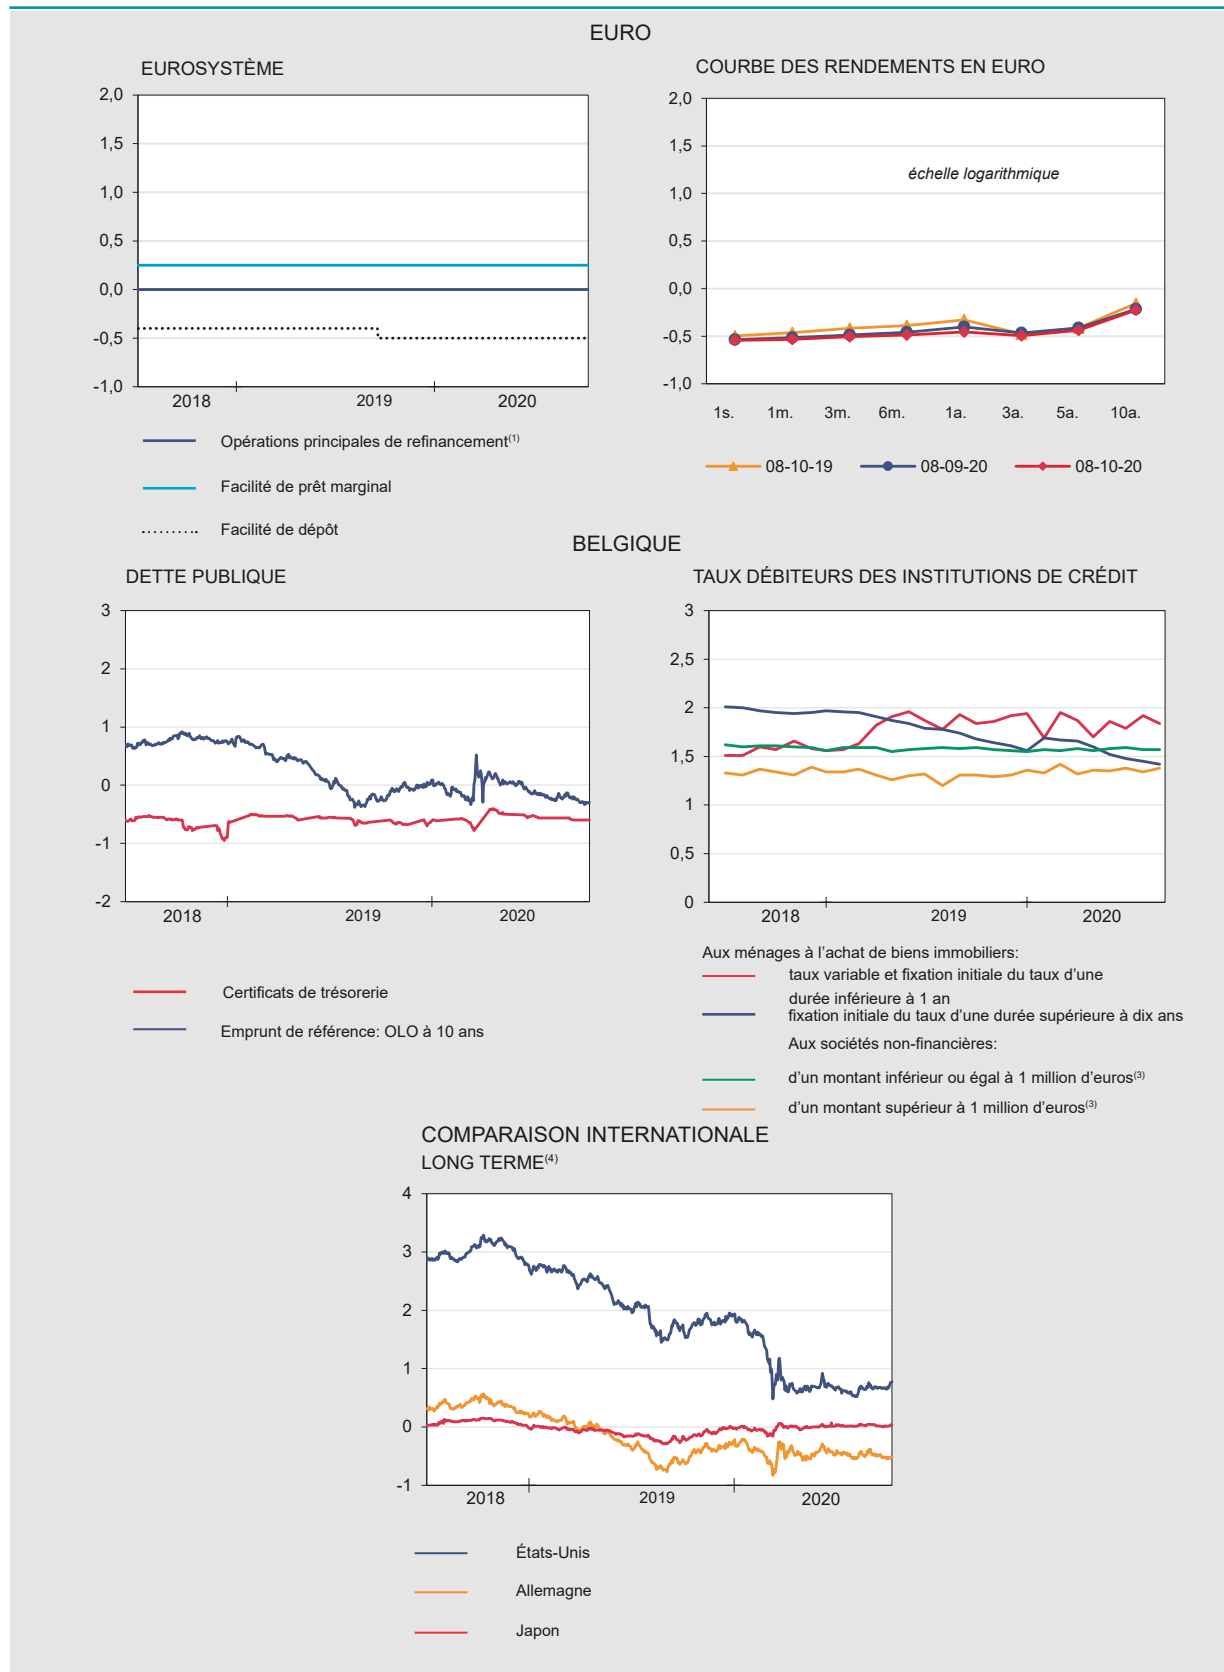 EURO
EUROSYSTÈME
2,0
1,5
1,0
0,5
0,0
-0,5
-1,0
2018 2019 2020
Opérations principales de refinancement(1)
Facilité de prêt marginal
Facilité de dépôt
COURBE DES RENDEMENTS EN EURO
2,0
1,5
1,0
0,5
0,0
-0,5
-1,0
échelle logarithmique
1s. 1m. 3m. 6m. 1a. 3a. 5a. 10a.
08-10-19 08-09-20 08-10-20
BELGIQUE
DETTE PUBLIQUE
3
2
1
0
-1
-2
2018 2019 2020
Certificats de trésorerie
Emprunt de référence: OLO à 10 ans
TAUX DÉBITEURS DES INSTITUTIONS DE CRÉDIT
3
2,5
2
1,5
1
0,5
0
2018 2019 2020
Aux ménages à l’achat de biens immobiliers:
taux variable et fixation initiale du taux d’une
durée inférieure à 1 an
fixation initiale du taux d’une durée supérieure à dix ans
Aux sociétés non-financières:
d’un montant inférieur ou égal à 1 million d’euros(3)
d’un montant supérieur à 1 million d’euros(3)
COMPARAISON INTERNATIONALE
LONG TERME(4)
4
3
2
1
0
-1
2018 2019 2020
États-Unis
Allemagne
Japon